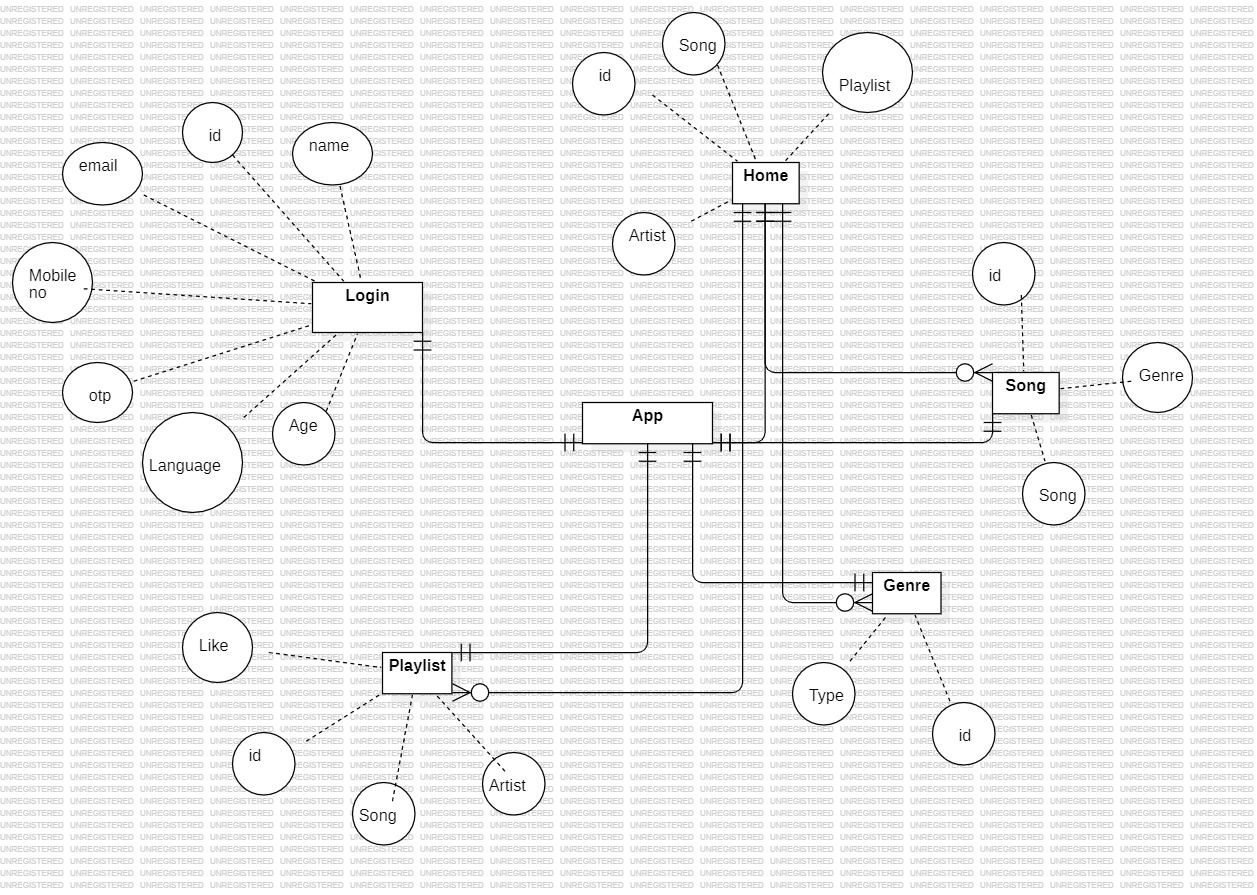 Song
id
Playlist
id
name
email
Home
Artist
Mobile
no
id
Login
Song
Genre
otp
App
Age
Language
Song
Genre
Like
Playlist
Type
id
id
Artist
Song
UNREGISTERED